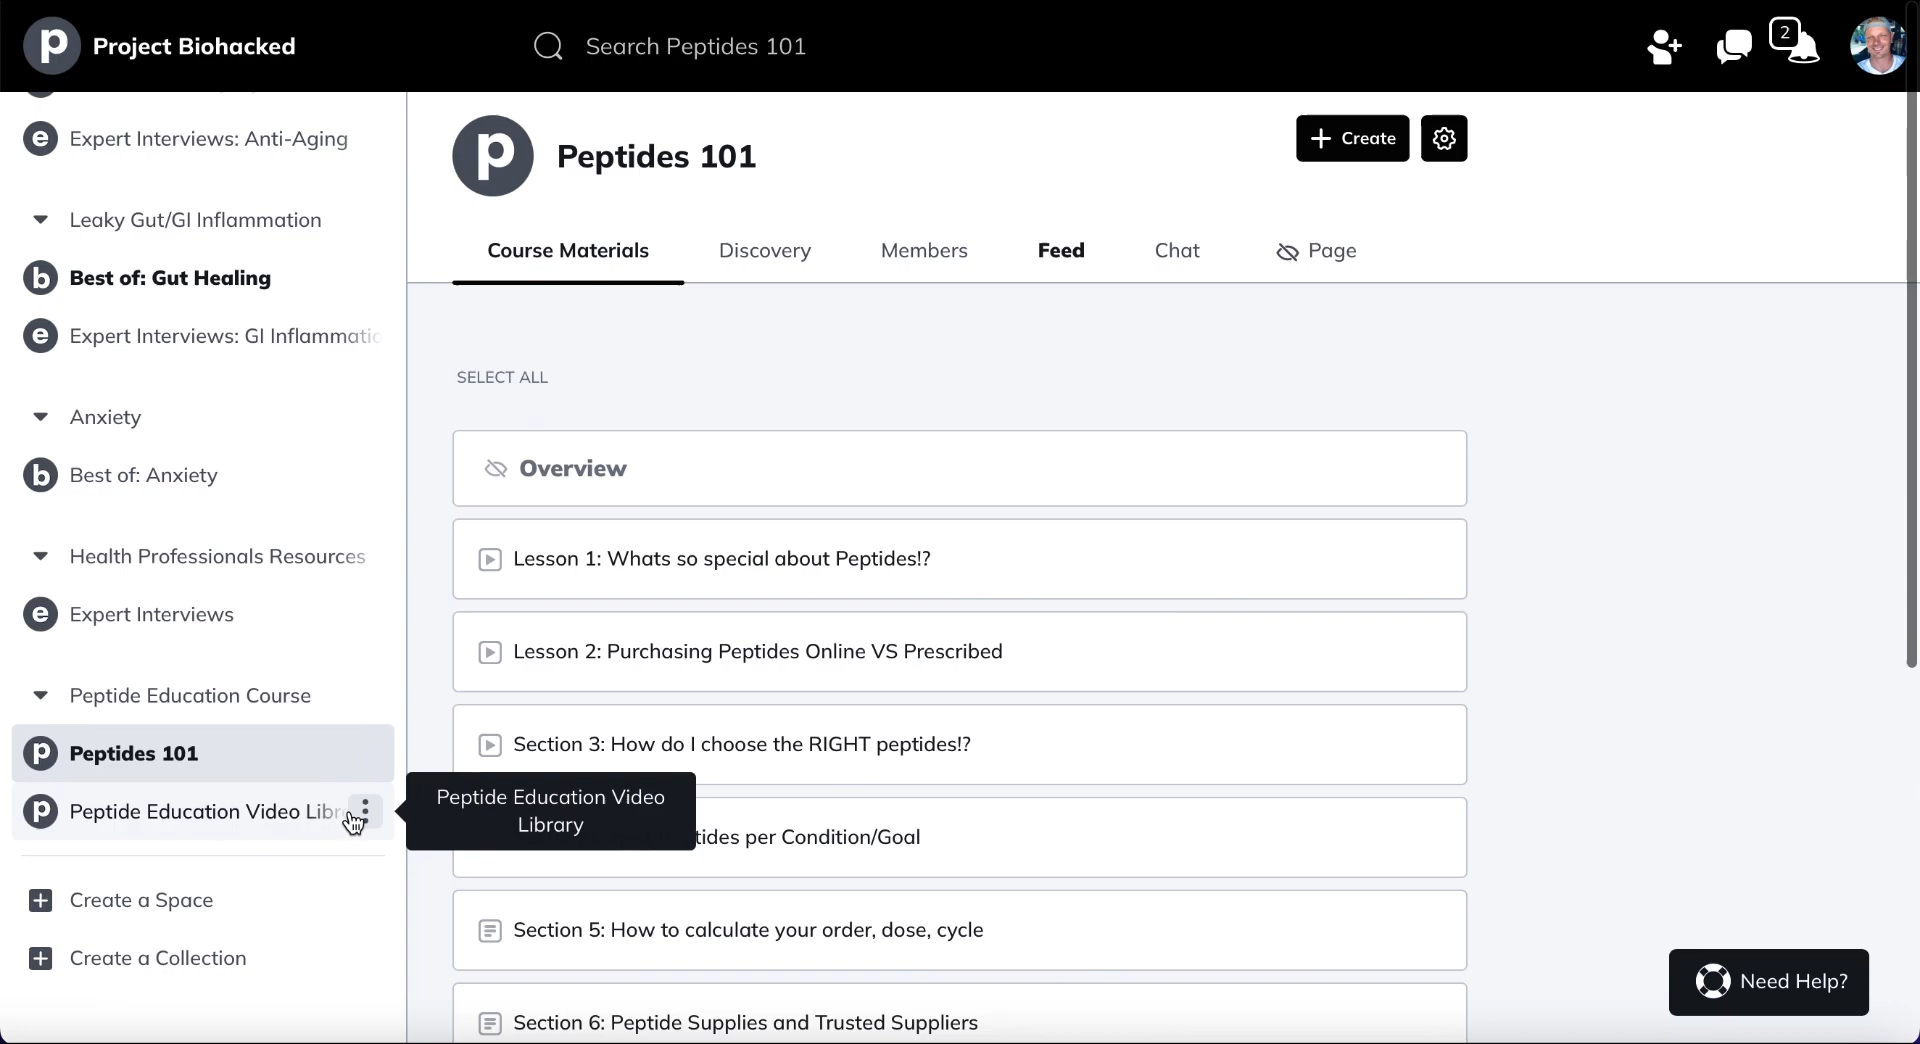 p Project Biohacked
Search Peptides 101
2
e Expert Interviews: Anti-Aging
Leaky Gut/GI Inflammation
b Best of: Gut Healing
e Expert Interviews: GI Inflammatio
Anxiety
b Best of: Anxiety
Health Professionals Resources
e Expert Interviews
Peptide Education Course
p Peptides 101
p Peptide Education Video Libr
Create a Space
Create a Collection
p Peptides 101
+ Create
Course Materials
Discovery
Members
Feed
Chat
Page
SELECT ALL
Overview
Lesson 1: Whats so special about Peptides!?
Lesson 2: Purchasing Peptides Online VS Prescribed
Section 3: How do I choose the RIGHT peptides!?
Peptide Education Video
Library
tides per Condition/Goal
Section 5: How to calculate your order, dose, cycle
Section 6: Peptide Supplies and Trusted Suppliers
Need Help?